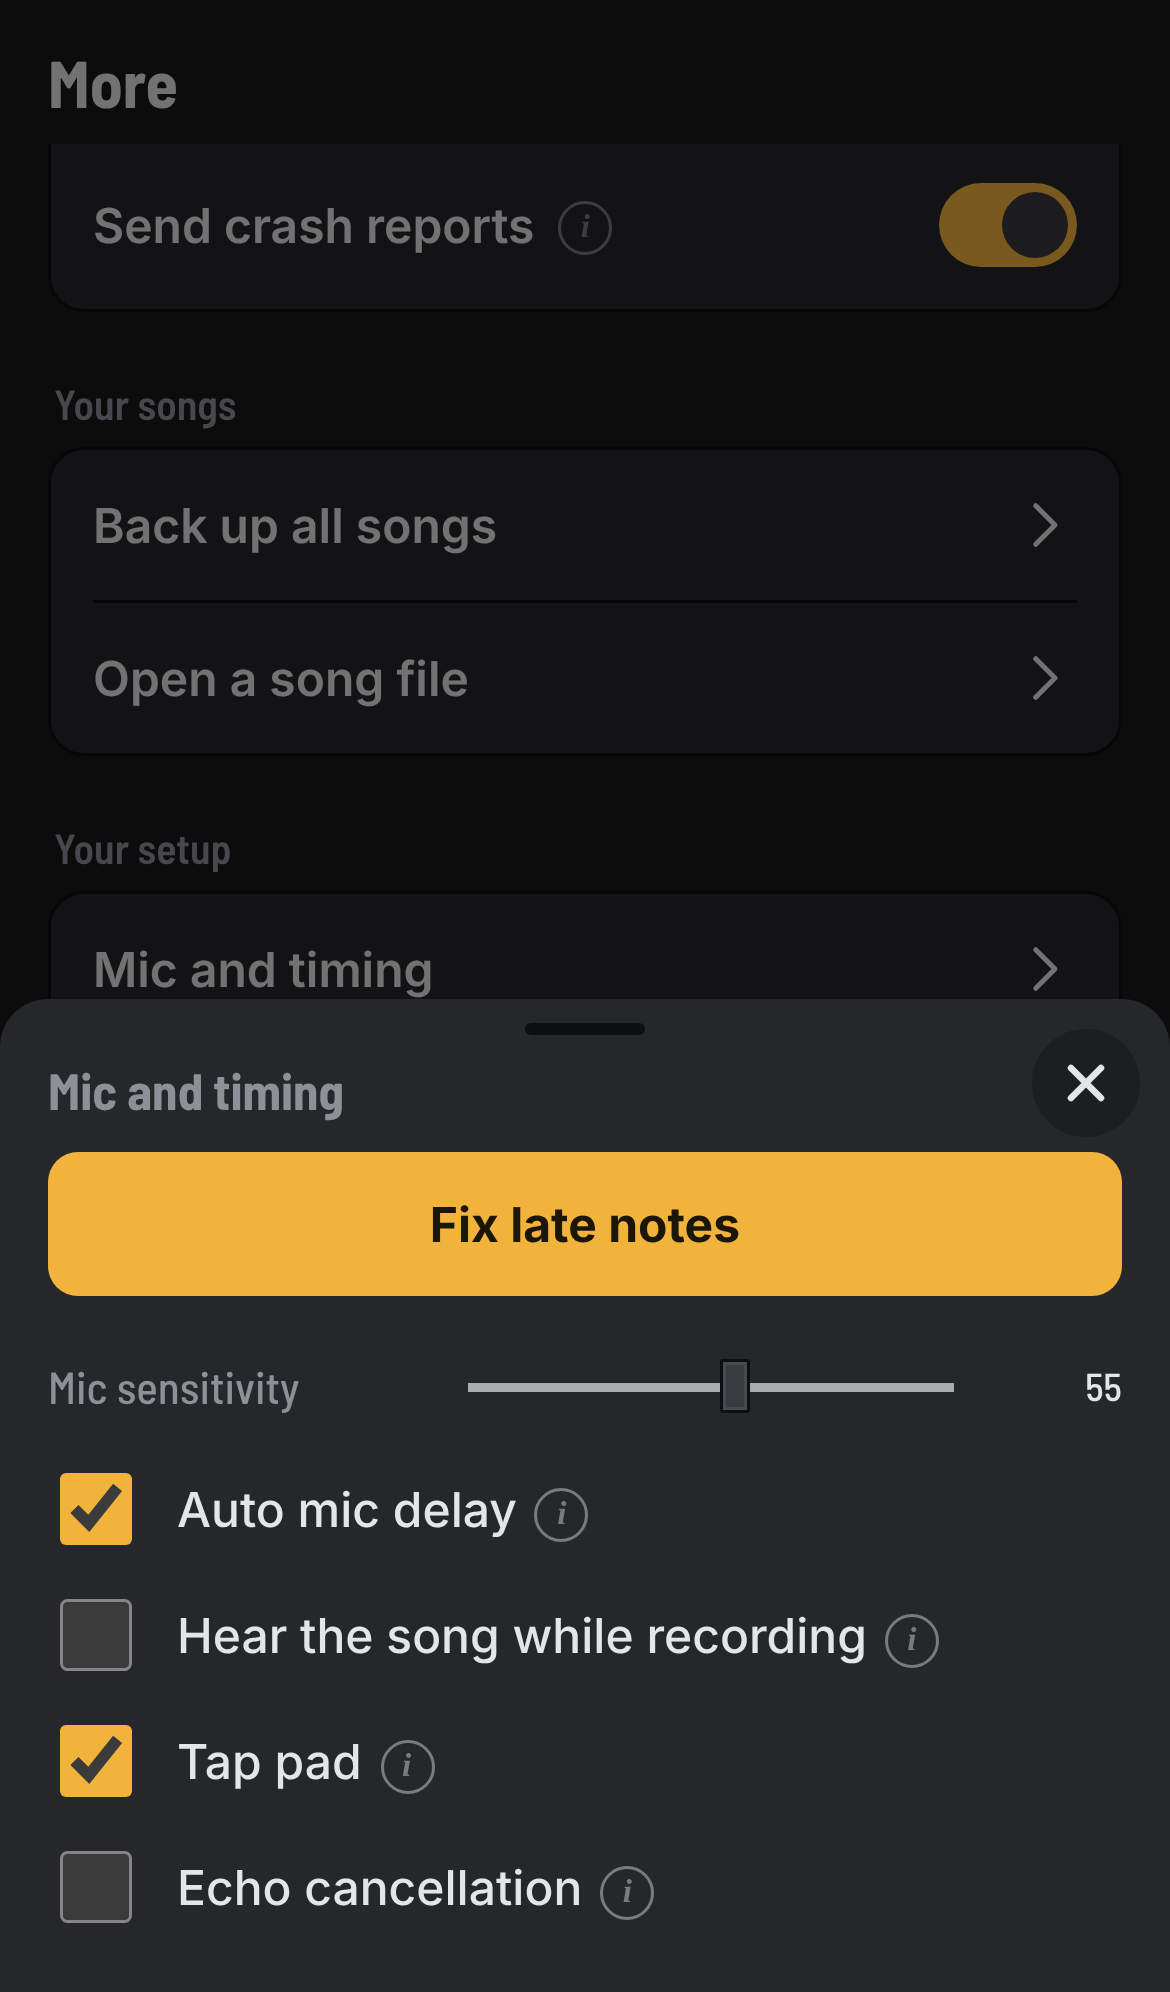 More
Send crash reports i
Your songs
Back up all songs
Open a song file
Your setup
Mic and timing
Mic and timing
Fix late notes
Mic sensitivity 55
Auto mic delay i
Hear the song while recording i
Tap pad i
Echo cancellation i